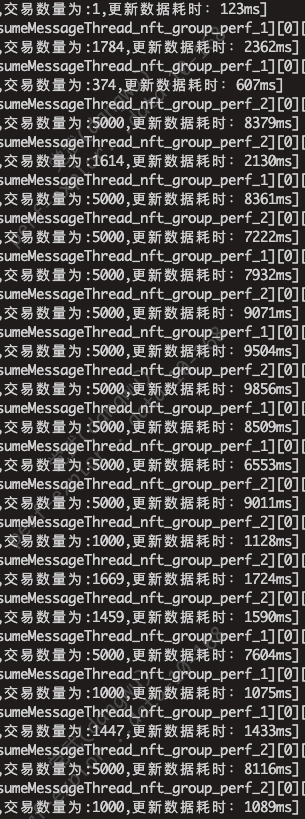 ,交易数量为:1,更新数据耗时: 123ms]
sumeMessageThread_nft_group_perf_1][0][
,交易数量为:1784,更新数据耗时: 2362ms]
sumeMessageThread_nft_group_perf_1][0][
,交易数量为:374,更新数据耗时: 607ms]
sumeMessageThread_nft_group_perf_1][0][
,交易数量为:5000,更新数据耗时: 8379ms]
sumeMessageThread_nft_group_perf_2][0][
,交易数量为:1614,更新数据耗时: 2130ms]
sumeMessageThread_nft_group_perf_1][0][
,交易数量为:5000,更新数据耗时: 8361ms]
sumeMessageThread_nft_group_perf_2][0][
,交易数量为:5000,更新数据耗时: 7222ms]
sumeMessageThread_nft_group_perf_1][0][
,交易数量为:5000,更新数据耗时: 7932ms]
sumeMessageThread_nft_group_perf_2][0][
,交易数量为:5000,更新数据耗时: 9071ms]
sumeMessageThread_nft_group_perf_1][0][
,交易数量为:5000,更新数据耗时: 9504ms]
sumeMessageThread_nft_group_perf_2][0][
,交易数量为:5000,更新数据耗时: 9856ms]
sumeMessageThread_nft_group_perf_1][0][
,交易数量为:5000,更新数据耗时: 8509ms]
sumeMessageThread_nft_group_perf_1][0][
,交易数量为:5000,更新数据耗时: 6553ms]
sumeMessageThread_nft_group_perf_2][0][
,交易数量为:5000,更新数据耗时: 9011ms]
sumeMessageThread_nft_group_perf_2][0][
,交易数量为:1000,更新数据耗时: 1128ms]
sumeMessageThread_nft_group_perf_2][0][
,交易数量为:1669,更新数据耗时: 1724ms]
sumeMessageThread_nft_group_perf_2][0][
,交易数量为:1459,更新数据耗时: 1590ms]
sumeMessageThread_nft_group_perf_1][0][
,交易数量为:5000,更新数据耗时: 7604ms]
sumeMessageThread_nft_group_perf_1][0][
,交易数量为:1000,更新数据耗时: 1075ms]
sumeMessageThread_nft_group_perf_1][0][
,交易数量为:1447,更新数据耗时: 1433ms]
sumeMessageThread_nft_group_perf_2][0][
,交易数量为:5000,更新数据耗时: 8116ms]
sumeMessageThread_nft_group_perf_2][0][
,交易数量为:1000,更新数据耗时: 1089ms]